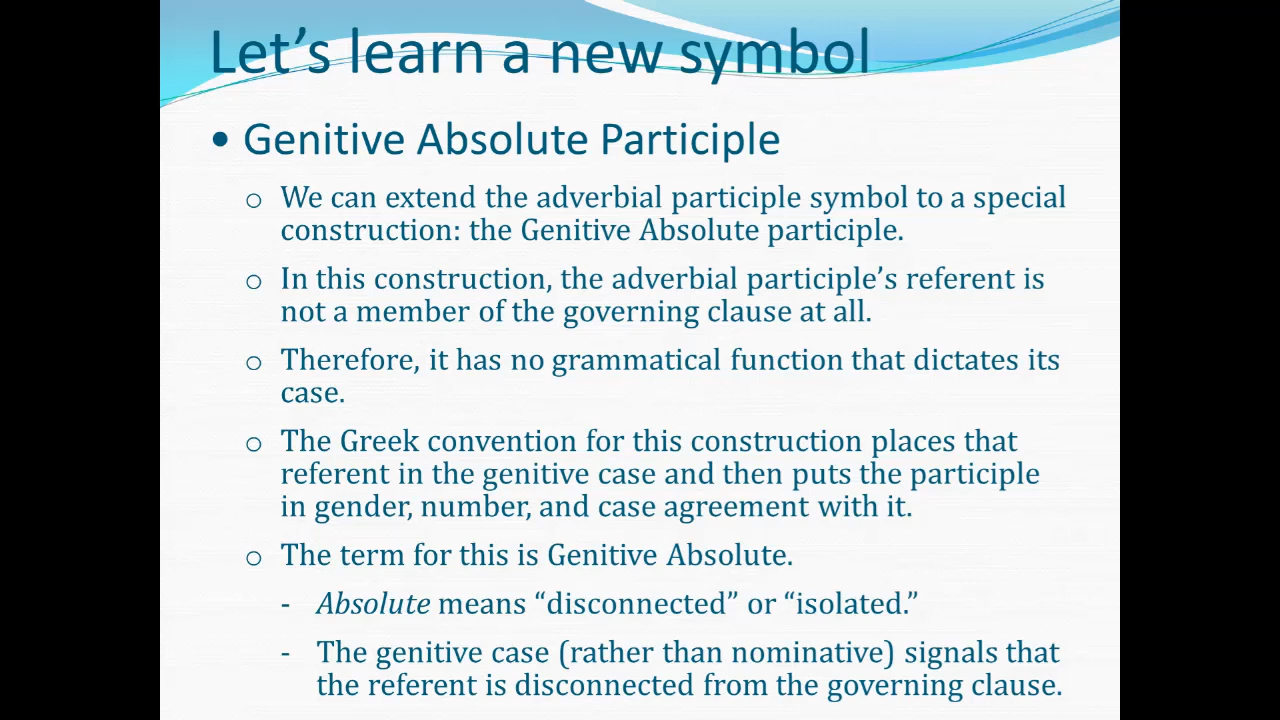 Let’s learn a new symbol
• Genitive Absolute Participle
o We can extend the adverbial participle symbol to a special
construction: the Genitive Absolute participle.
o In this construction, the adverbial participle’s referent is
not a member of the governing clause at all.
o Therefore, it has no grammatical function that dictates its
case.
o The Greek convention for this construction places that
referent in the genitive case and then puts the participle
in gender, number, and case agreement with it.
o The term for this is Genitive Absolute.
- Absolute means “disconnected” or “isolated.”
- The genitive case (rather than nominative) signals that
the referent is disconnected from the governing clause.